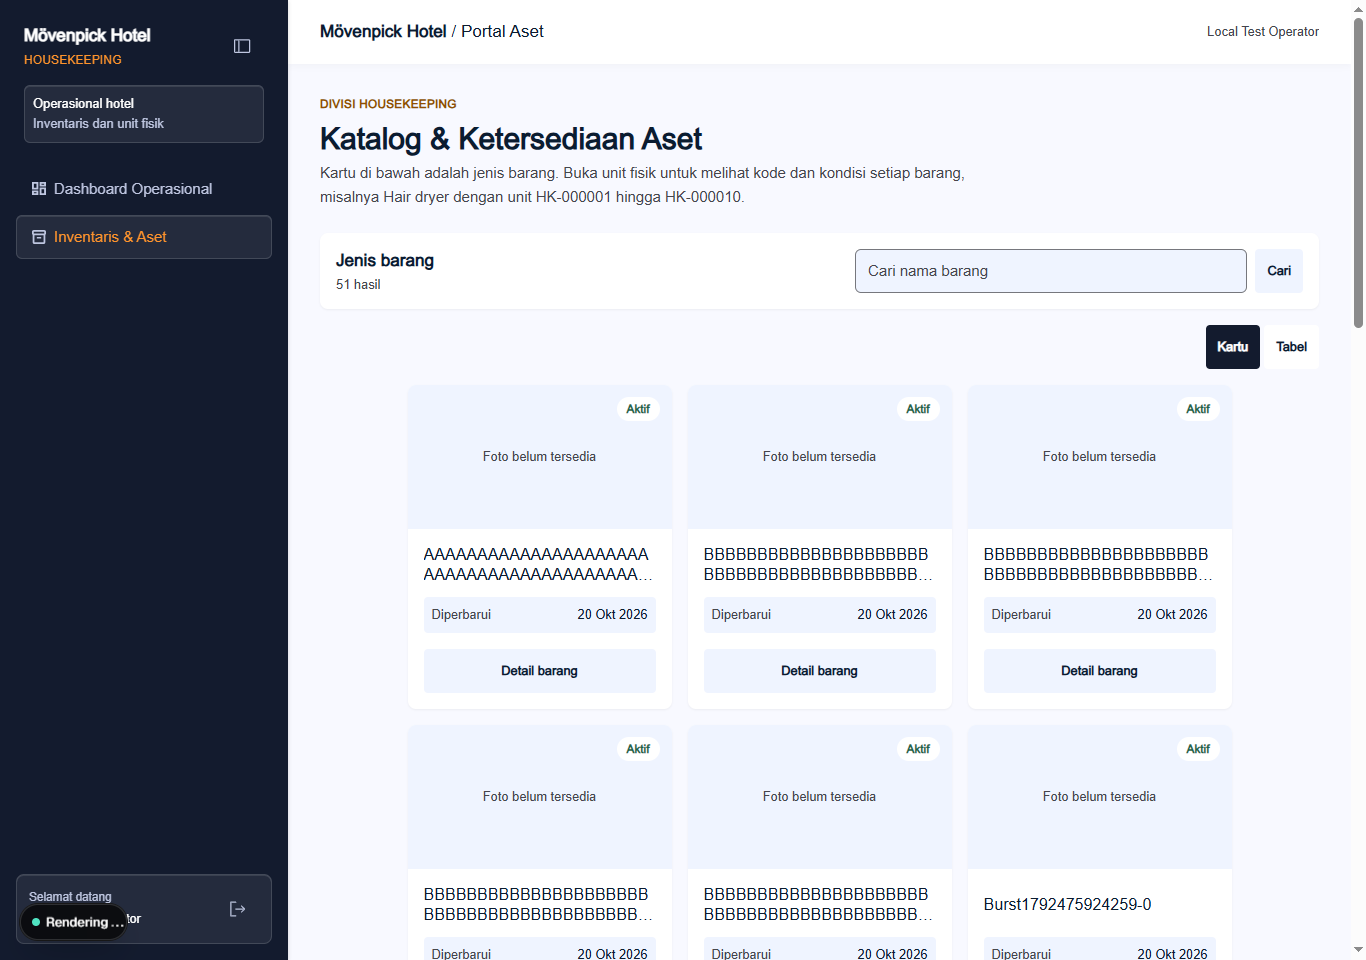 Mövenpick Hotel
HOUSEKEEPING
Operasional hotel
Inventaris dan unit fisik
Dashboard Operasional
Inventaris & Aset
Selamat datang
tor
Rendering ...
Mövenpick Hotel / Portal Aset
Local Test Operator
DIVISI HOUSEKEEPING
Katalog & Ketersediaan Aset
Kartu di bawah adalah jenis barang. Buka unit fisik untuk melihat kode dan kondisi setiap barang,
misalnya Hair dryer dengan unit HK-000001 hingga HK-000010.
Jenis barang
51 hasil
Cari nama barang
Cari
Kartu
Tabel
Aktif
Foto belum tersedia
AAAAAAAAAAAAAAAAAAAAA
AAAAAAAAAAAAAAAAAAAA...
Diperbarui
20 Okt 2026
Detail barang
Aktif
Foto belum tersedia
BBBBBBBBBBBBBBBBBBBBB
BBBBBBBBBBBBBBBBBBBB...
Diperbarui
20 Okt 2026
Detail barang
Aktif
Foto belum tersedia
BBBBBBBBBBBBBBBBBBBBB
BBBBBBBBBBBBBBBBBBBB...
Diperbarui
20 Okt 2026
Detail barang
Aktif
Foto belum tersedia
BBBBBBBBBBBBBBBBBBBBB
BBBBBBBBBBBBBBBBBBBB...
Diperbarui
20 Okt 2026
Aktif
Foto belum tersedia
BBBBBBBBBBBBBBBBBBBBB
BBBBBBBBBBBBBBBBBBBB...
Diperbarui
20 Okt 2026
Aktif
Foto belum tersedia
Burst1792475924259-0
Diperbarui
20 Okt 2026